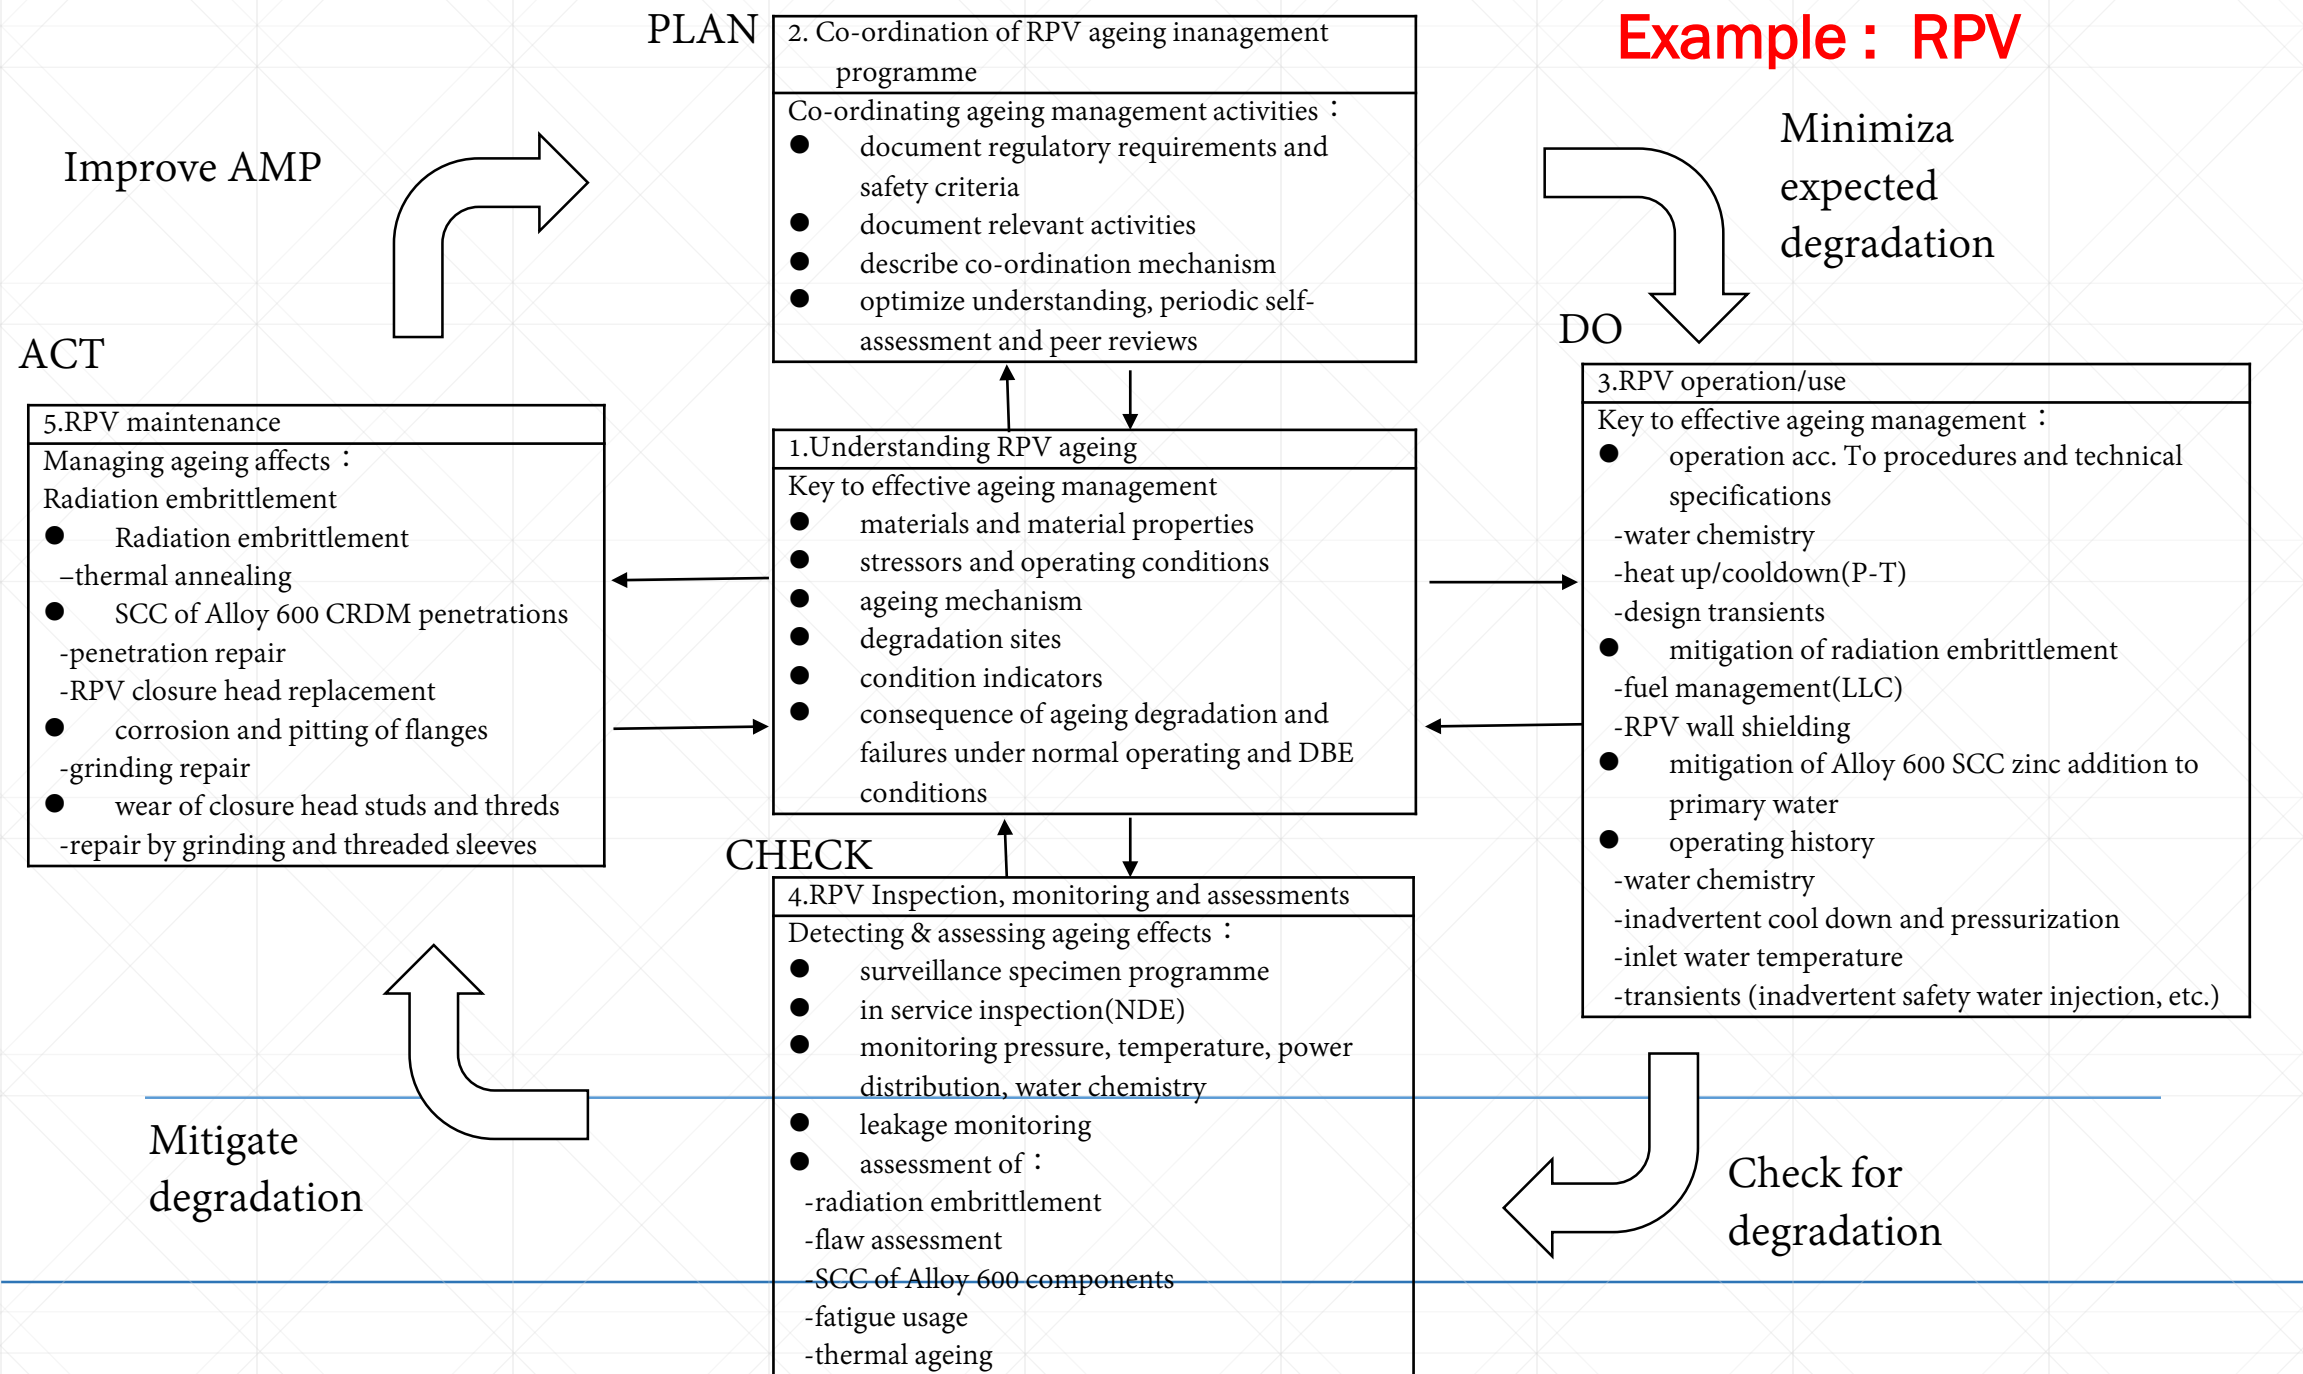 Example： RPV
PLAN
2. Co-ordination of RPV ageing inanagement
programme
Co-ordinating ageing management activities：
● document regulatory requirements and
safety criteria
● document relevant activities
● describe co-ordination mechanism
● optimize understanding, periodic self-
assessment and peer reviews
Improve AMP
Minimiza
expected
degradation
ACT
5.RPV maintenance
Managing ageing affects：
Radiation embrittlement
● Radiation embrittlement
–thermal annealing
● SCC of Alloy 600 CRDM penetrations
-penetration repair
-RPV closure head replacement
● corrosion and pitting of flanges
-grinding repair
● wear of closure head studs and threds
-repair by grinding and threaded sleeves
1.Understanding RPV ageing
Key to effective ageing management
● materials and material properties
● stressors and operating conditions
● ageing mechanism
● degradation sites
● condition indicators
● consequence of ageing degradation and
failures under normal operating and DBE
conditions
DO
3.RPV operation/use
Key to effective ageing management：
● operation acc. To procedures and technical
specifications
-water chemistry
-heat up/cooldown(P-T)
-design transients
● mitigation of radiation embrittlement
-fuel management(LLC)
-RPV wall shielding
● mitigation of Alloy 600 SCC zinc addition to
primary water
● operating history
-water chemistry
-inadvertent cool down and pressurization
-inlet water temperature
-transients (inadvertent safety water injection, etc.)
CHECK
4.RPV Inspection, monitoring and assessments
Detecting & assessing ageing effects：
● surveillance specimen programme
● in service inspection(NDE)
● monitoring pressure, temperature, power
distribution, water chemistry
● leakage monitoring
● assessment of：
-radiation embrittlement
-flaw assessment
-SCC of Alloy 600 components
-fatigue usage
-thermal ageing
Mitigate
degradation
Check for
degradation